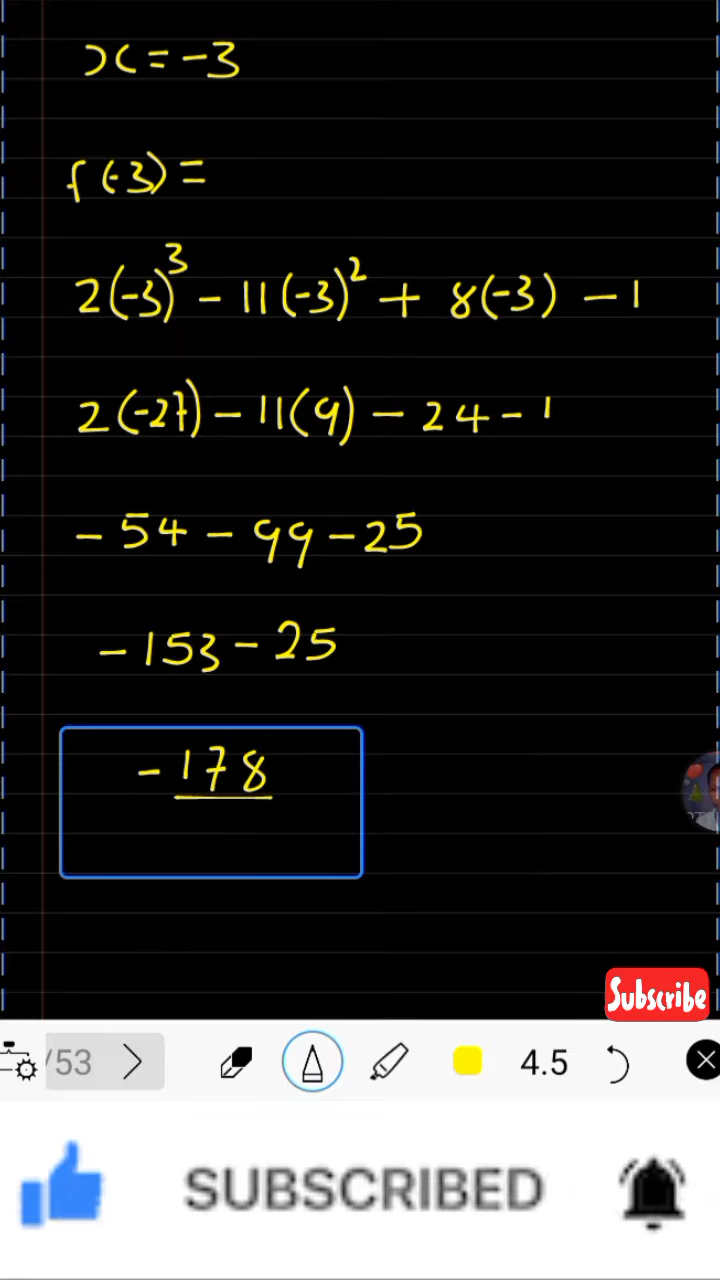 x = -3
f(-3) =
2(-3)³ - 11(-3)² + 8(-3) - 1
2(-27) - 11(9) - 24 - 1
- 54 - 99 - 25
- 153 - 25
- 178
Subscribe
/53 4.5
SUBSCRIBED